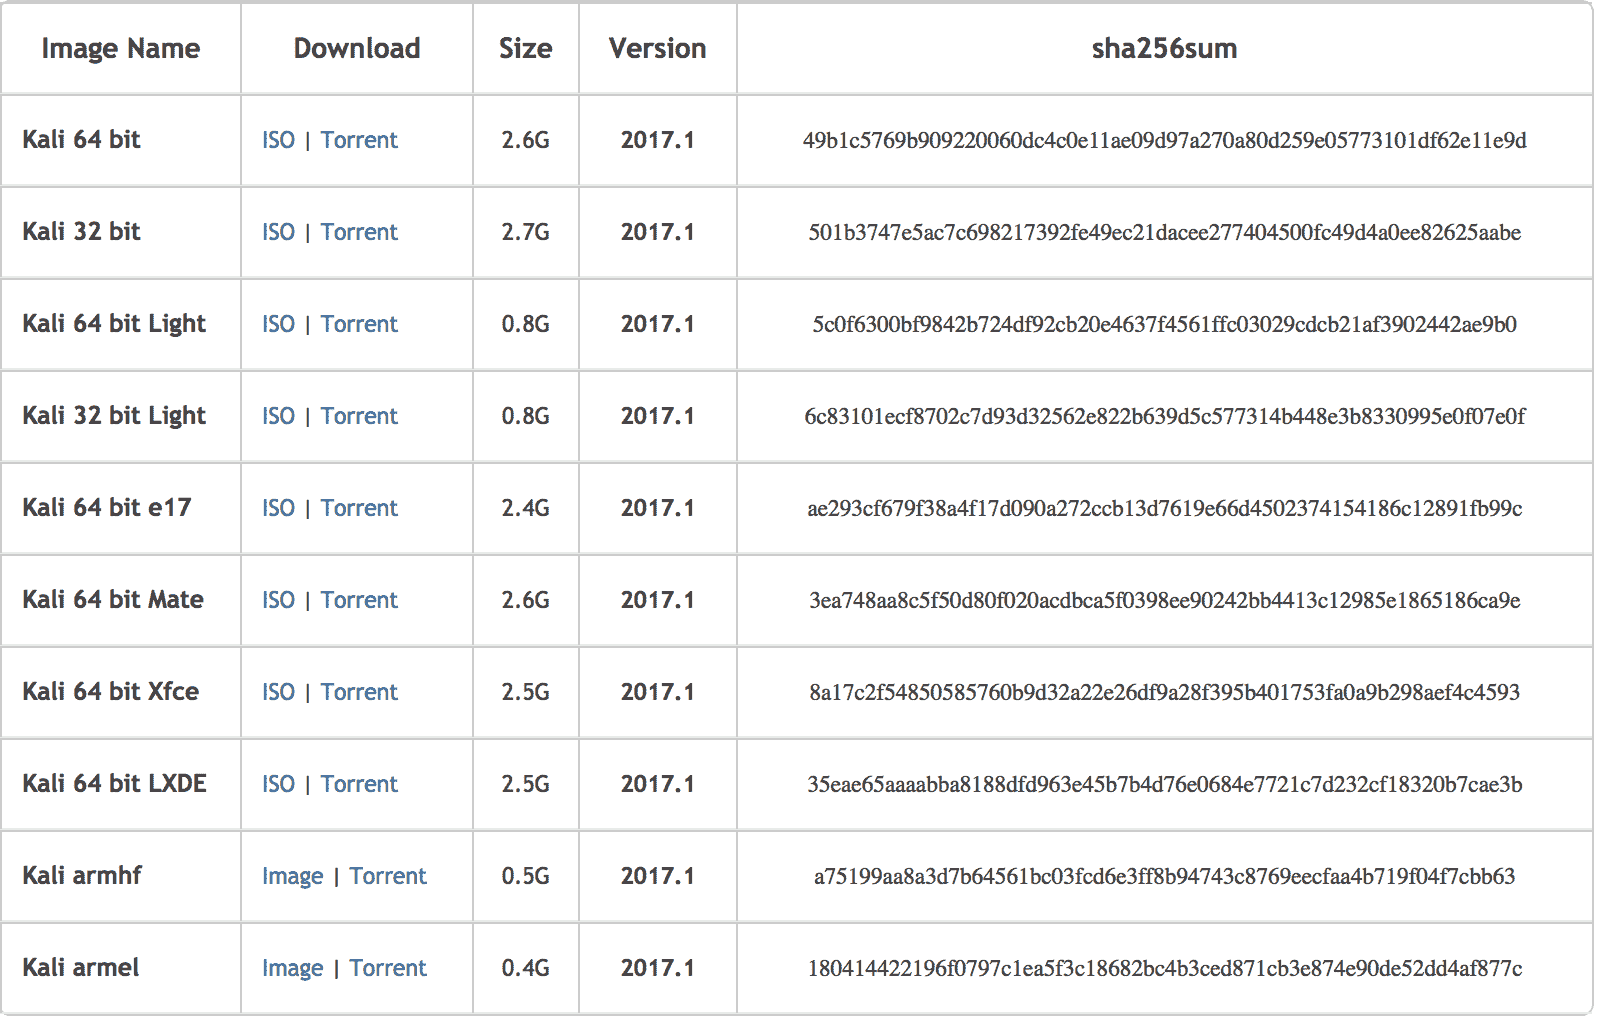 Image Name Download Size Version sha256sum
Kali 64 bit ISO | Torrent 2.6G 2017.1 49b1c5769b909220060dc4c0e11ae09d97a270a80d259e05773101df62e11e9d
Kali 32 bit ISO | Torrent 2.7G 2017.1 501b3747e5ac7c698217392fe49ec21dacee277404500fc49d4a0ee82625aabe
Kali 64 bit Light ISO | Torrent 0.8G 2017.1 5c0f6300bf9842b724df92cb20e4637f4561ffc03029cdcb21af3902442ae9b0
Kali 32 bit Light ISO | Torrent 0.8G 2017.1 6c83101ecf8702c7d93d32562e822b639d5c577314b448e3b8330995e0f07e0f
Kali 64 bit e17 ISO | Torrent 2.4G 2017.1 ae293cf679f38a4f17d090a272ccb13d7619e66d4502374154186c12891fb99c
Kali 64 bit Mate ISO | Torrent 2.6G 2017.1 3ea748aa8c5f50d80f020acdbca5f0398ee90242bb4413c12985e1865186ca9e
Kali 64 bit Xfce ISO | Torrent 2.5G 2017.1 8a17c2f54850585760b9d32a22e26df9a28f395b401753fa0a9b298aef4c4593
Kali 64 bit LXDE ISO | Torrent 2.5G 2017.1 35eae65aaaabba8188dfd963e45b7b4d76e0684e7721c7d232cf18320b7cae3b
Kali armhf Image | Torrent 0.5G 2017.1 a75199aa8a3d7b64561bc03fcd6e3ff8b94743c8769eecfaa4b719f04f7cbb63
Kali armel Image | Torrent 0.4G 2017.1 180414422196f0797c1ea5f3c18682bc4b3ced871cb3e874e90de52dd4af877c